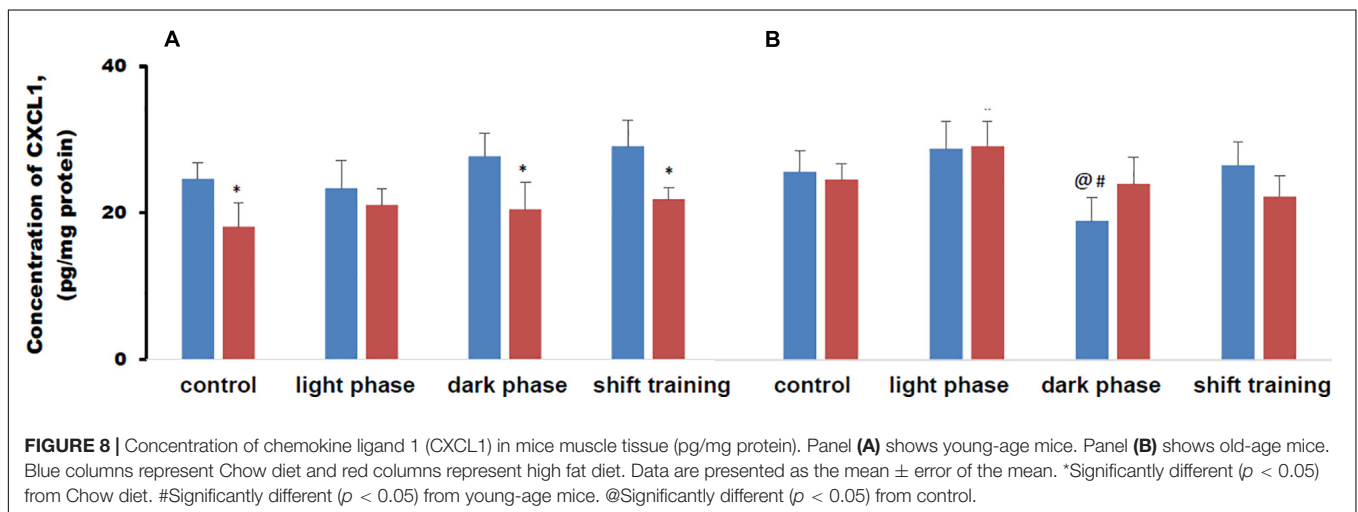 A
B
Concentration of CXCL1,
(pg/mg protein)
40
20
0
*
*
*
@ #
control
light phase
dark phase
shift training
control
light phase
dark phase
shift training
FIGURE 8 | Concentration of chemokine ligand 1 (CXCL1) in mice muscle tissue (pg/mg protein). Panel (A) shows young-age mice. Panel (B) shows old-age mice.
Blue columns represent Chow diet and red columns represent high fat diet. Data are presented as the mean ± error of the mean. *Significantly different (p < 0.05)
from Chow diet. #Significantly different (p < 0.05) from young-age mice. @Significantly different (p < 0.05) from control.